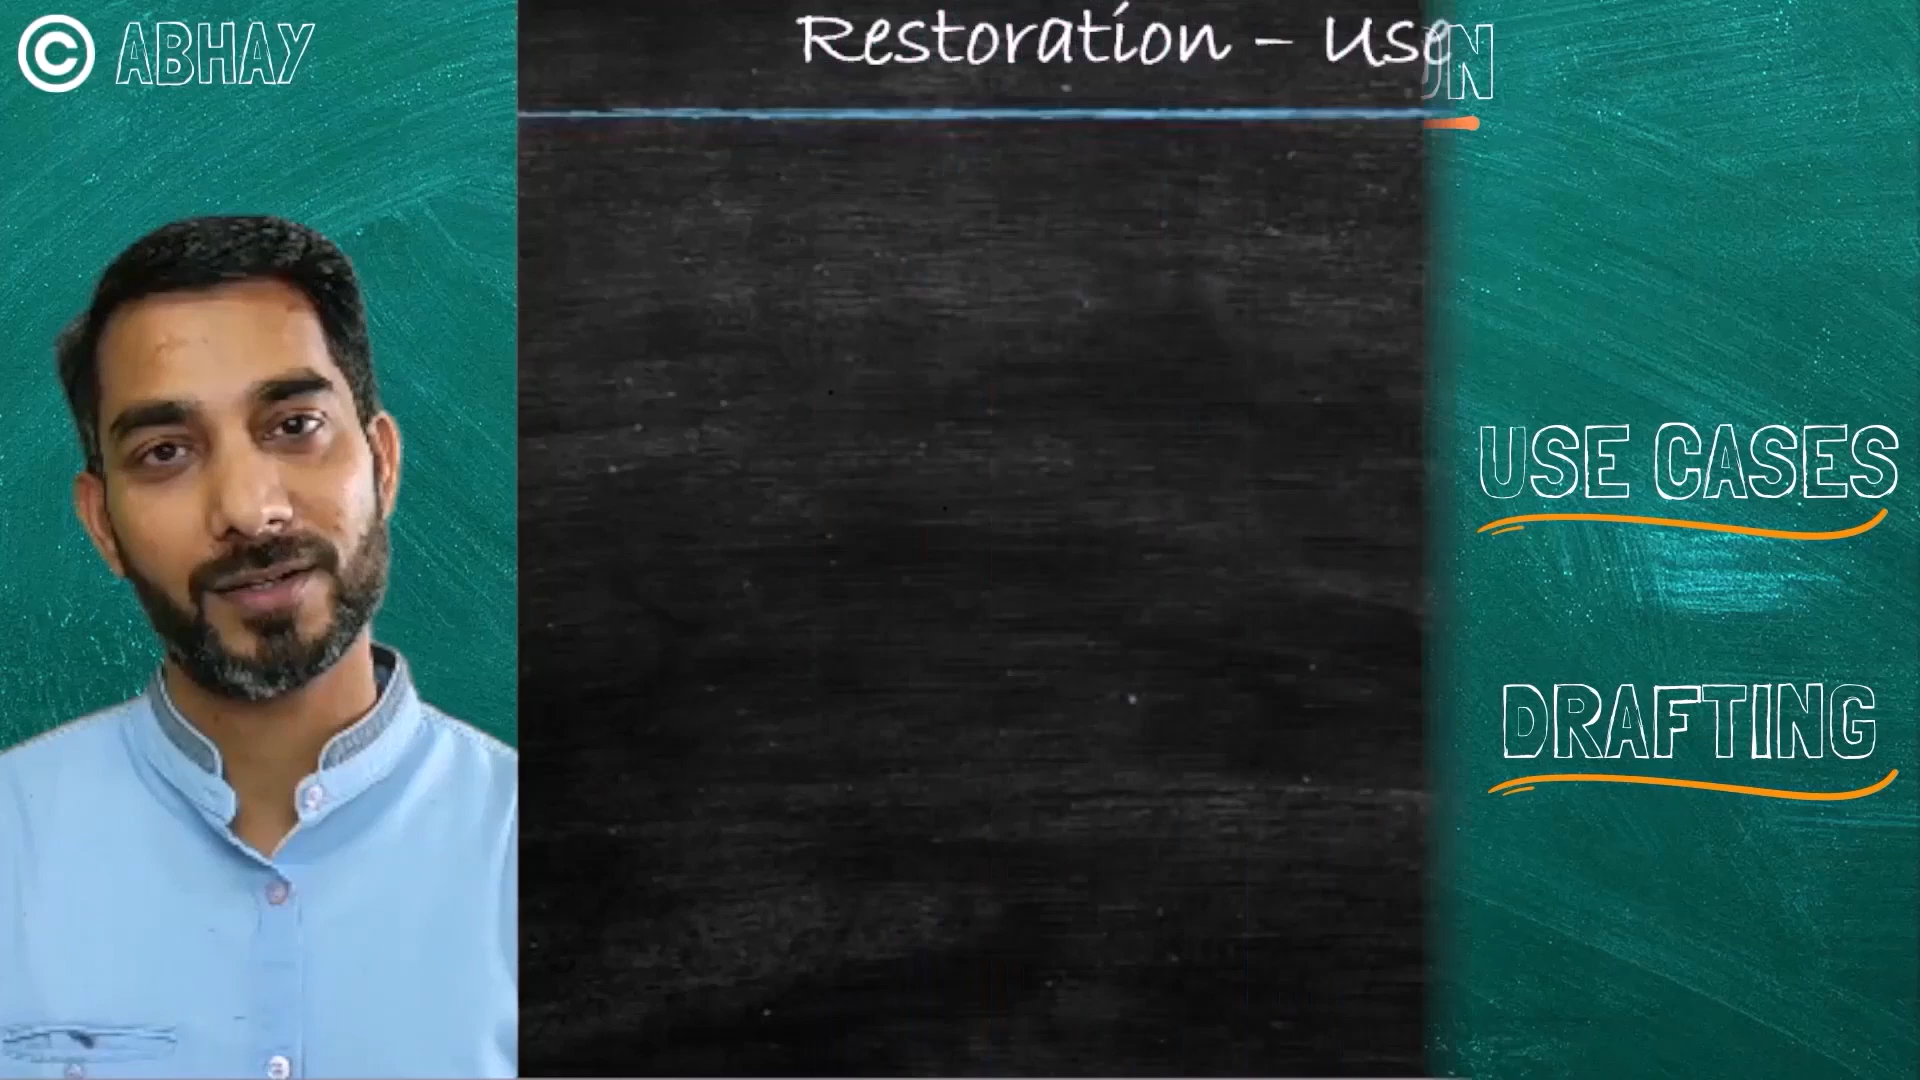 © ABHAY
Restoration – Use
USE CASES
DRAFTING